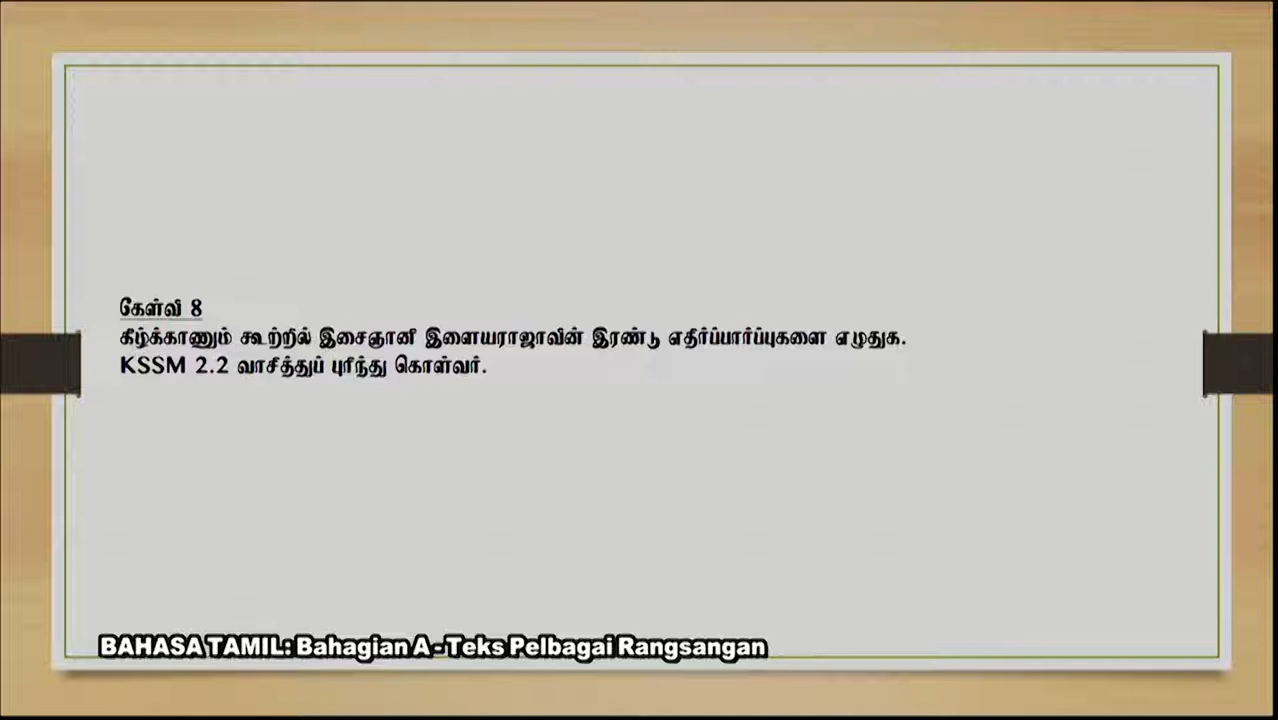 கேள்வி 8
கீழ்க்காணும் கூற்றில் இசைஞானி இளையராஜாவின் இரண்டு எதிர்ப்பார்ப்புகளை எழுதுக.
KSSM 2.2 வாசித்துப் புரிந்து கொள்வர்.
BAHASA TAMIL: Bahagian A - Teks Pelbagai Rangsangan